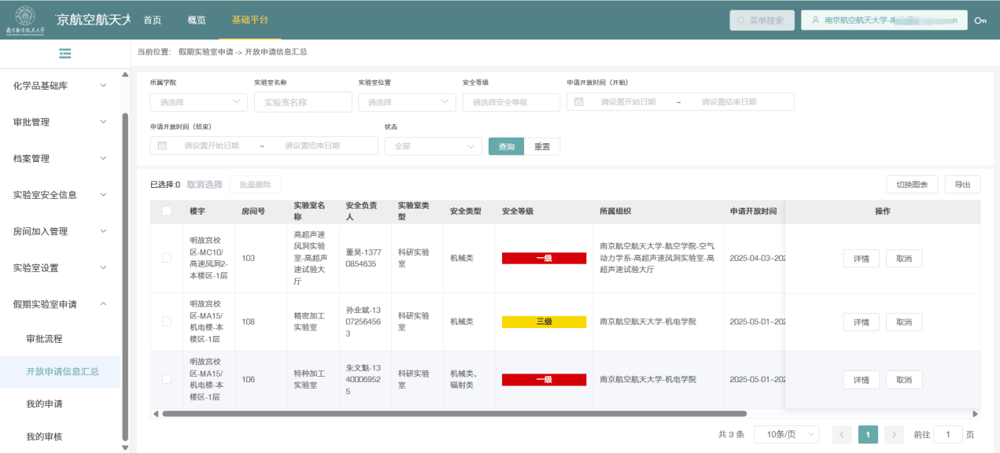 南京航空航天大学
京航空航天大
首页
概览
基础平台
菜单搜索
南京航空航天大学-
当前位置： 假期实验室申请 -> 开放申请信息汇总
化学品基础库
审批管理
档案管理
实验室安全信息
房间加入管理
实验室设置
假期实验室申请
审批流程
开放申请信息汇总
我的申请
我的审核
所属学院
实验室名称
实验室位置
安全等级
申请开放时间（开始）
请选择
实验室名称
请选择
请选择安全等级
请设置开始日期 ~ 请设置结束日期
申请开放时间（结束）
状态
请设置开始日期 ~ 请设置结束日期
全部
查询
重置
已选择:0 取消选择 批量删除
切换图表
导出
楼宇
房间号
实验室名
称
安全负责
人
实验室类
型
安全类型
安全等级
所属组织
申请开放时间
操作
明故宫校
区-MC10/
高速风洞2-
本楼区-1层
103
高超声速
风洞实验
室-高超声
速试验大
厅
董昊-1377
0854635
科研实验
室
机械类
一级
南京航空航天大学-航空学院-空气
动力学系-高超声速风洞实验室-高
超声速试验大厅
2025-04-03~202
详情
取消
明故宫校
区-MA15/
机电楼-本
楼区-1层
108
精密加工
实验室
孙业斌-13
07256456
3
科研实验
室
机械类
三级
南京航空航天大学-机电学院
2025-05-01~202
详情
取消
明故宫校
区-MA15/
机电楼-本
楼区-1层
106
特种加工
实验室
朱文魁-13
40006952
5
科研实验
室
机械类、
辐射类
一级
南京航空航天大学-机电学院
2025-05-01~202
详情
取消
共 3 条
10条/页
1
前往 1 页